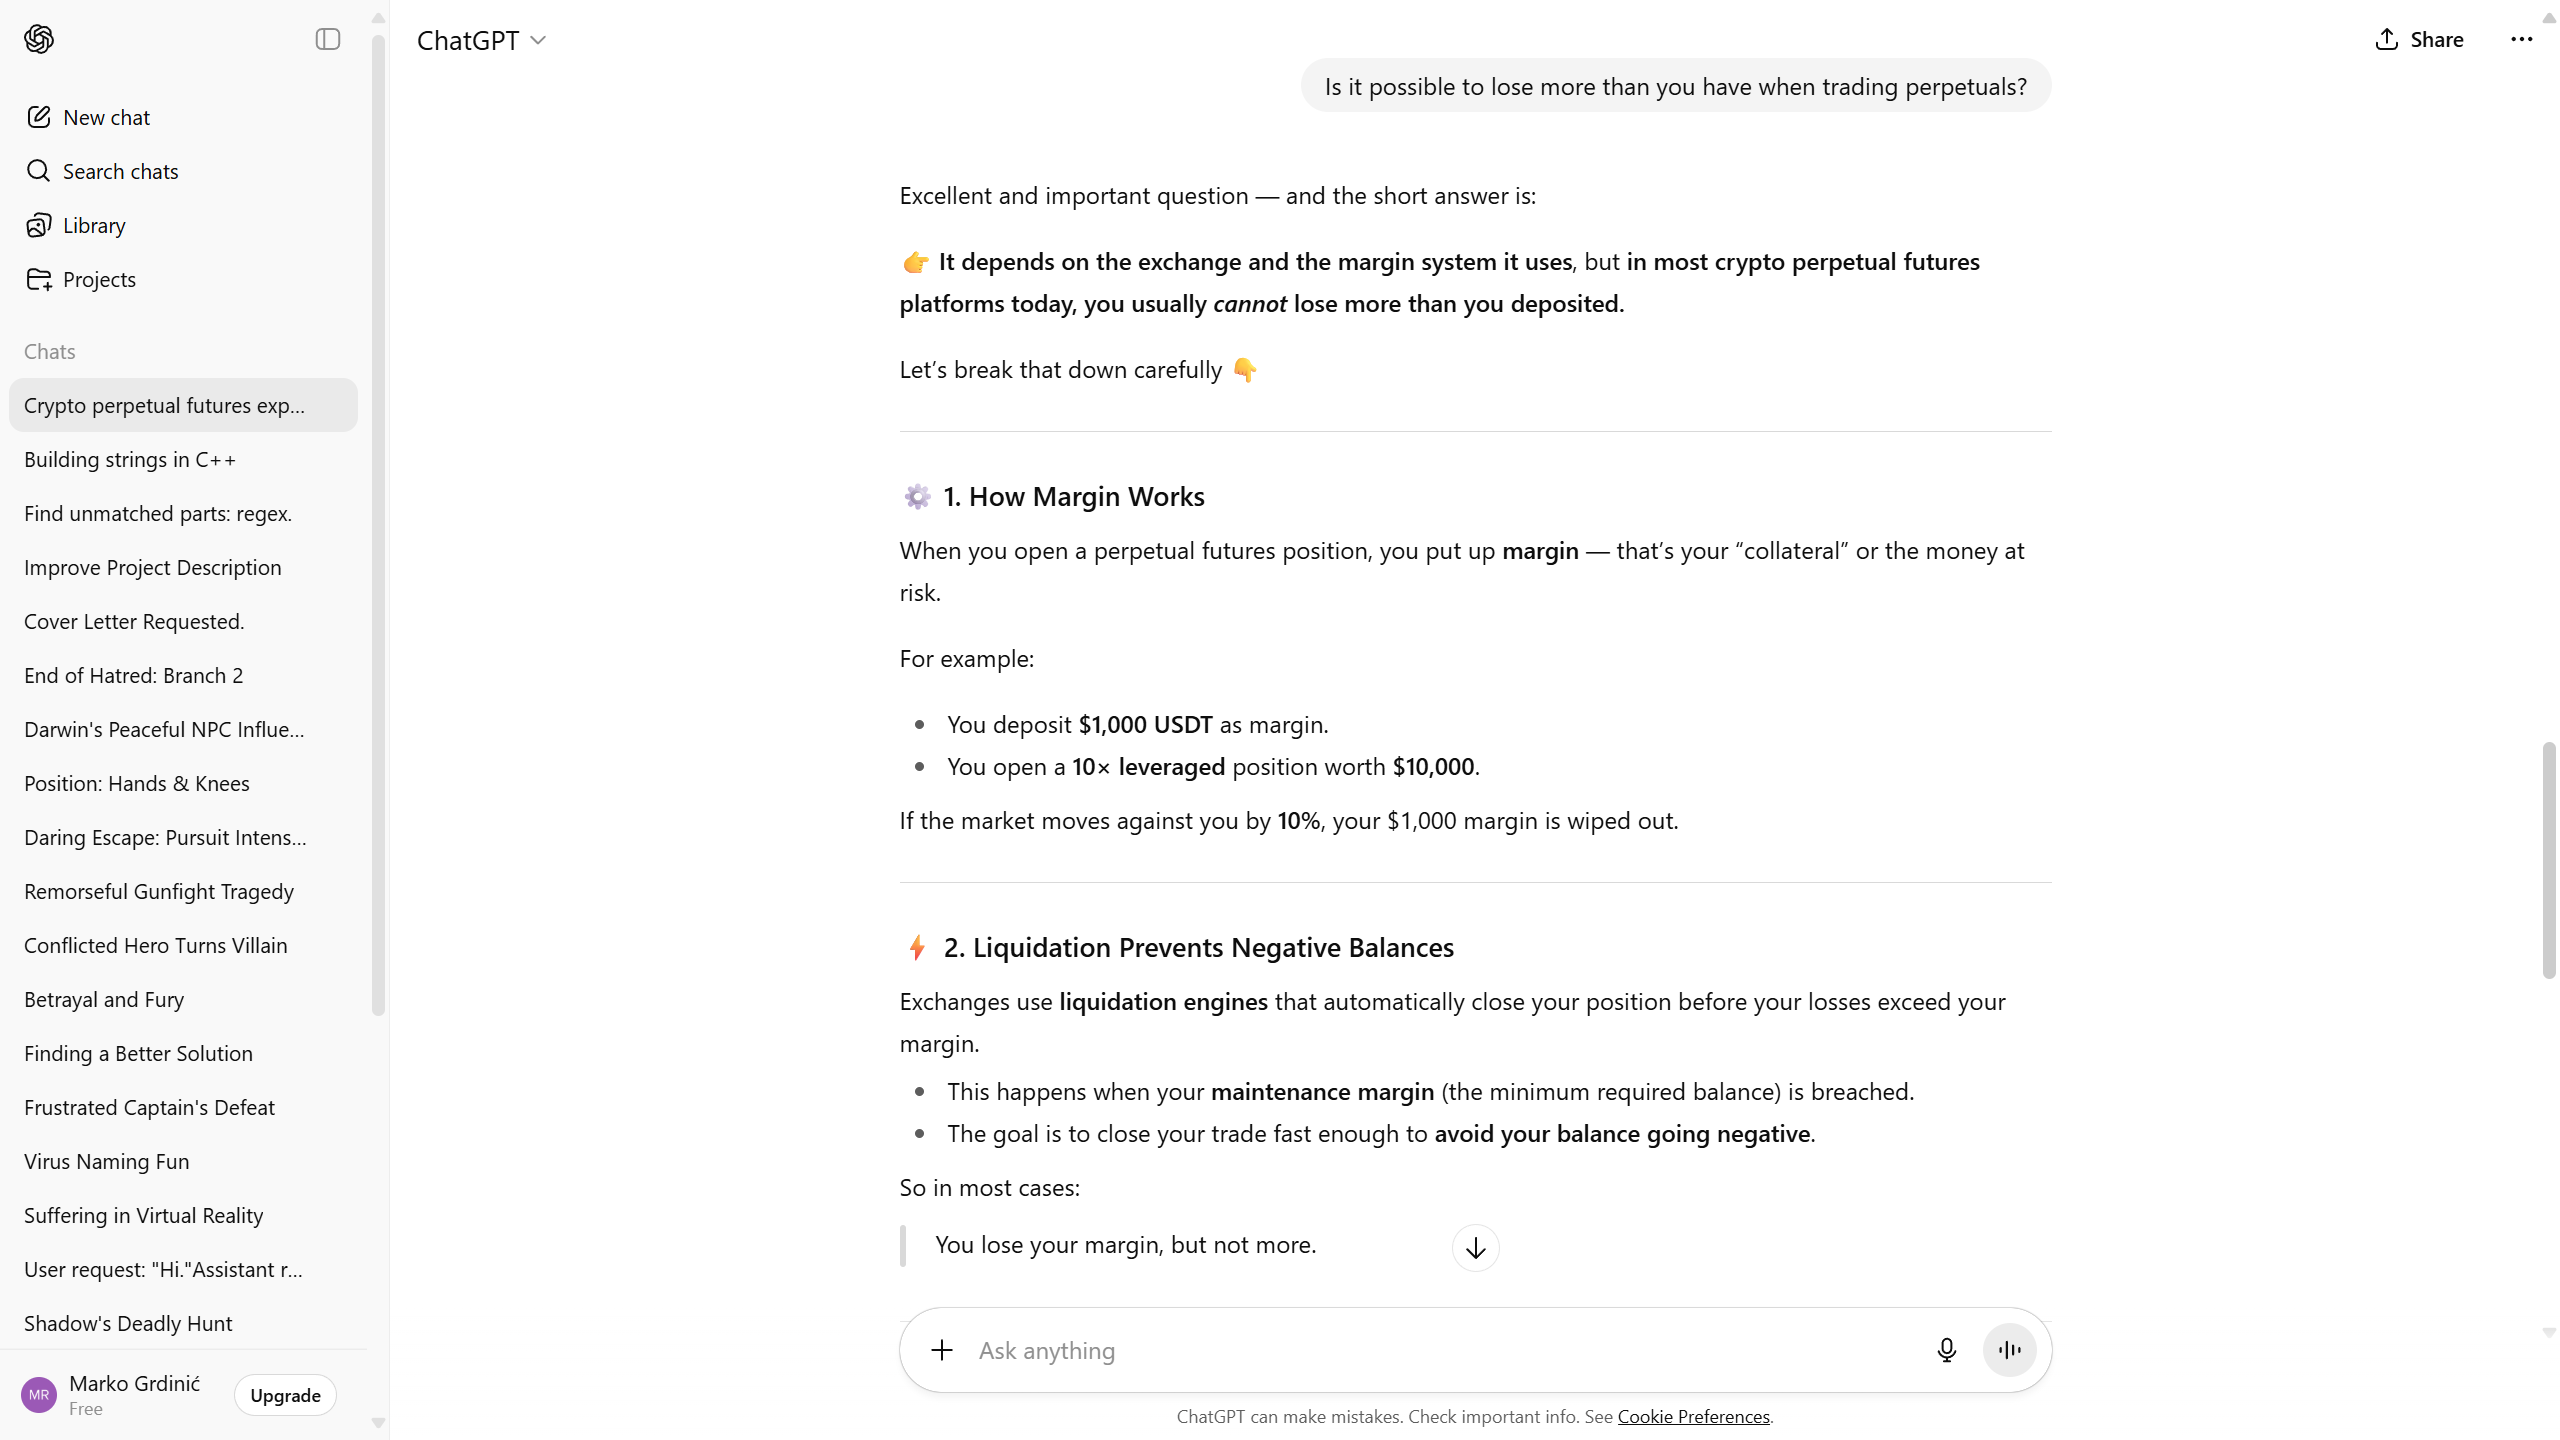 ChatGPT
Share
New chat
Search chats
Library
Projects
Chats
Crypto perpetual futures exp...
Building strings in C++
Find unmatched parts: regex.
Improve Project Description
Cover Letter Requested.
End of Hatred: Branch 2
Darwin's Peaceful NPC Influe...
Position: Hands & Knees
Daring Escape: Pursuit Intens...
Remorseful Gunfight Tragedy
Conflicted Hero Turns Villain
Betrayal and Fury
Finding a Better Solution
Frustrated Captain's Defeat
Virus Naming Fun
Suffering in Virtual Reality
User request: "Hi."Assistant r...
Shadow's Deadly Hunt
MR
Marko Grdinić
Free
Upgrade
Is it possible to lose more than you have when trading perpetuals?
Excellent and important question — and the short answer is:
👉 It depends on the exchange and the margin system it uses, but in most crypto perpetual futures
platforms today, you usually cannot lose more than you deposited.
Let’s break that down carefully 👇
⚙️ 1. How Margin Works
When you open a perpetual futures position, you put up margin — that’s your “collateral” or the money at
risk.
For example:
• You deposit $1,000 USDT as margin.
• You open a 10× leveraged position worth $10,000.
If the market moves against you by 10%, your $1,000 margin is wiped out.
⚡ 2. Liquidation Prevents Negative Balances
Exchanges use liquidation engines that automatically close your position before your losses exceed your
margin.
• This happens when your maintenance margin (the minimum required balance) is breached.
• The goal is to close your trade fast enough to avoid your balance going negative.
So in most cases:
You lose your margin, but not more.
Ask anything
ChatGPT can make mistakes. Check important info. See Cookie Preferences.